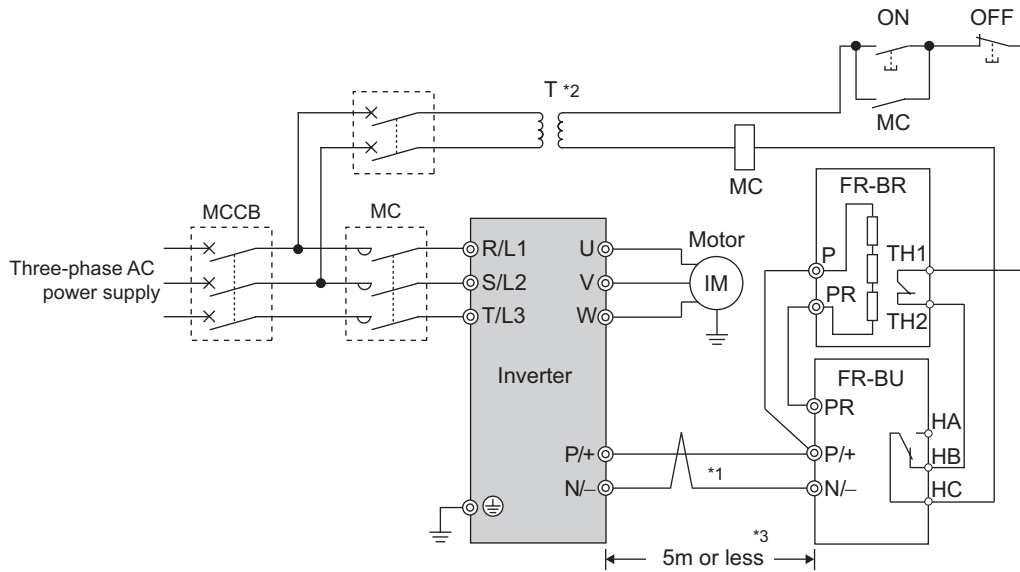 ON
OFF
T *2
MC
MC
FR-BR
MCCB
MC
R/L1
U
Motor
P
TH1
Three-phase AC
power supply
S/L2
V
IM
PR
T/L3
W
TH2
Inverter
FR-BU
PR
HA
P/+
P/+
HB
*1
N/–
N/–
HC
*3
5m or less